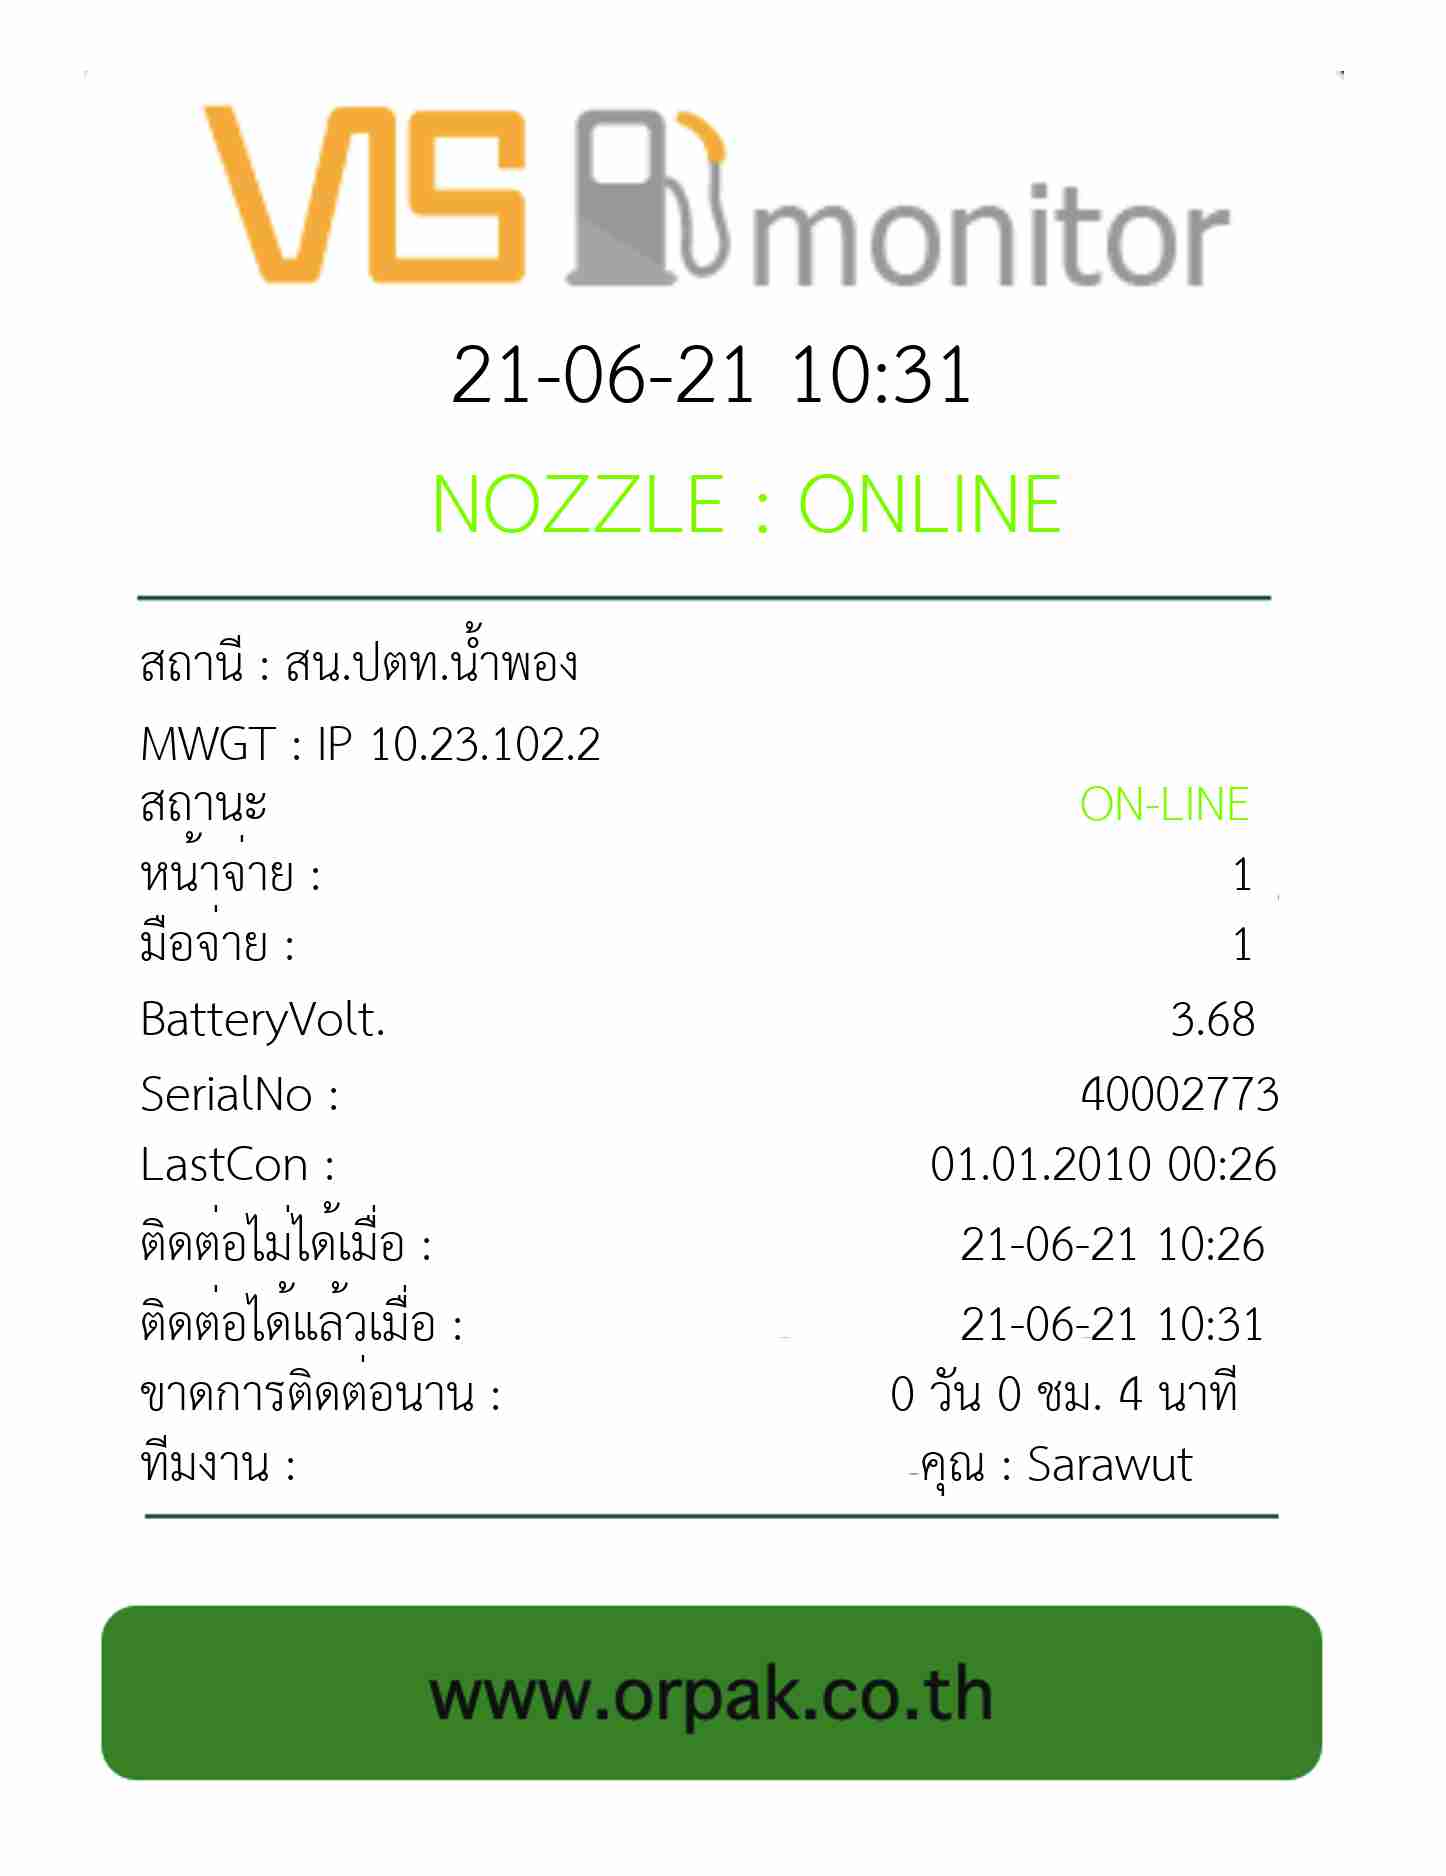 VIS monitor
21-06-21 10:31
NOZZLE : ONLINE
สถานี : สน.ปตท.น้ำพอง
MWGT : IP 10.23.102.2
สถานะ ON-LINE
หน้าจ่าย : 1
มือจ่าย : 1
BatteryVolt. 3.68
SerialNo : 40002773
LastCon : 01.01.2010 00:26
ติดต่อไม่ได้เมื่อ : 21-06-21 10:26
ติดต่อได้แล้วเมื่อ : 21-06-21 10:31
ขาดการติดต่อนาน : 0 วัน 0 ชม. 4 นาที
ทีมงาน : คุณ : Sarawut
www.orpak.co.th